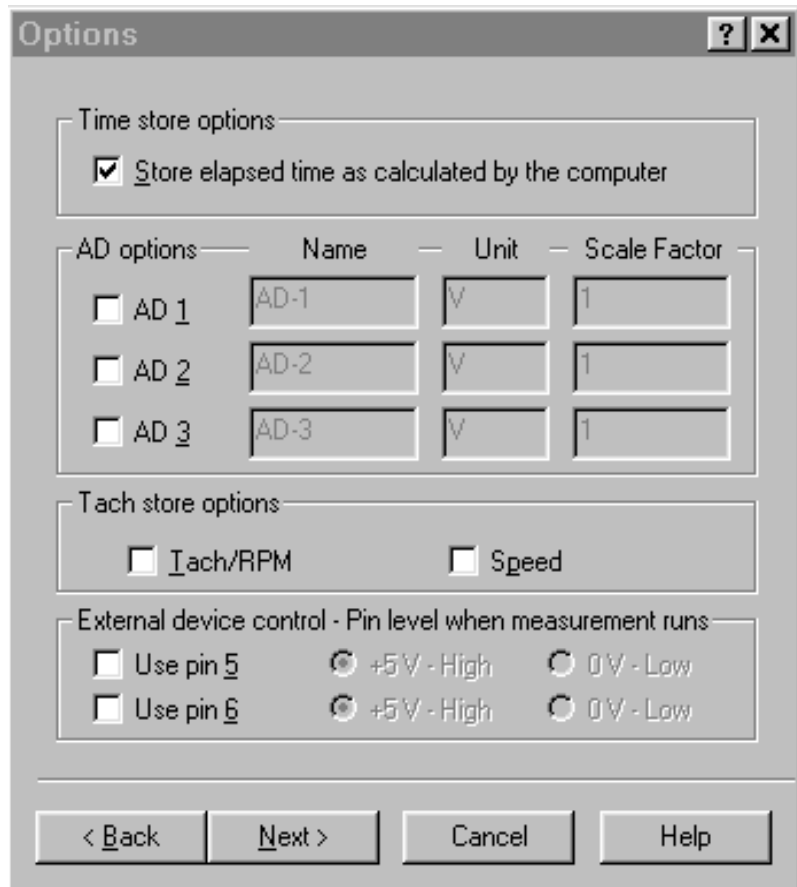 Options
Time store options
Store elapsed time as calculated by the computer
AD options Name Unit Scale Factor
AD 1 AD-1 V 1
AD 2 AD-2 V 1
AD 3 AD-3 V 1
Tach store options
Tach/RPM Speed
External device control - Pin level when measurement runs
Use pin 5 +5 V - High 0 V - Low
Use pin 6 +5 V - High 0 V - Low
< Back Next > Cancel Help